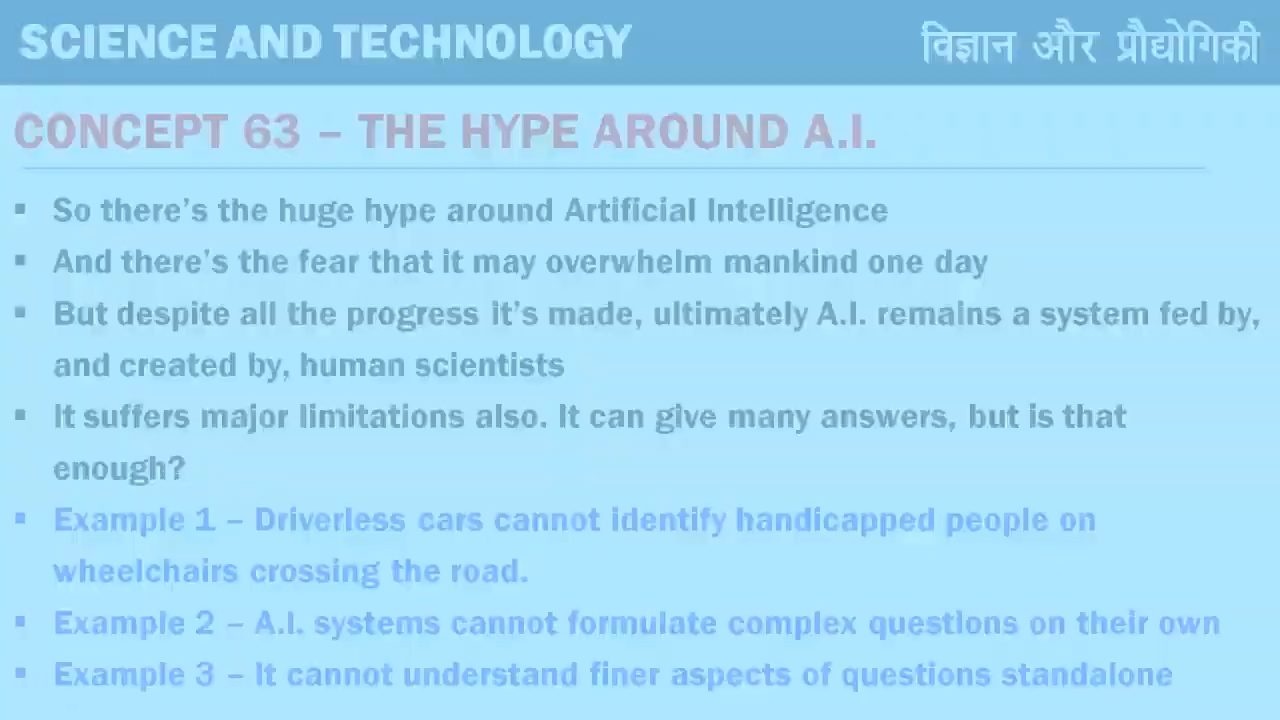 SCIENCE AND TECHNOLOGY विज्ञान और प्रौद्योगिकी
CONCEPT 63 – THE HYPE AROUND A.I.
▪ So there's the huge hype around Artificial Intelligence
▪ And there's the fear that it may overwhelm mankind one day
▪ But despite all the progress it's made, ultimately A.I. remains a system fed by,
and created by, human scientists
▪ It suffers major limitations also. It can give many answers, but is that
enough?
▪ Example 1 – Driverless cars cannot identify handicapped people on
wheelchairs crossing the road.
▪ Example 2 – A.I. systems cannot formulate complex questions on their own
▪ Example 3 – It cannot understand finer aspects of questions standalone